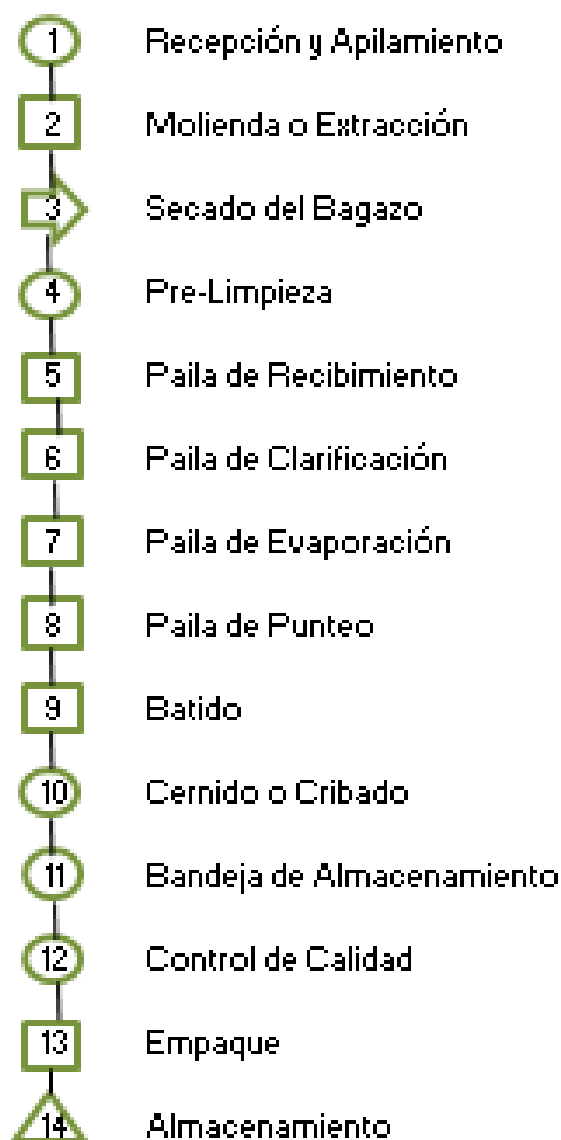 1 Recepción y Apilamiento
2 Molienda o Extracción
3 Secado del Bagazo
4 Pre-Limpieza
5 Paila de Recibimiento
6 Paila de Clarificación
7 Paila de Evaporación
8 Paila de Punteo
9 Batido
10 Cernido o Cribado
11 Bandeja de Almacenamiento
12 Control de Calidad
13 Empaque
14 Almacenamiento